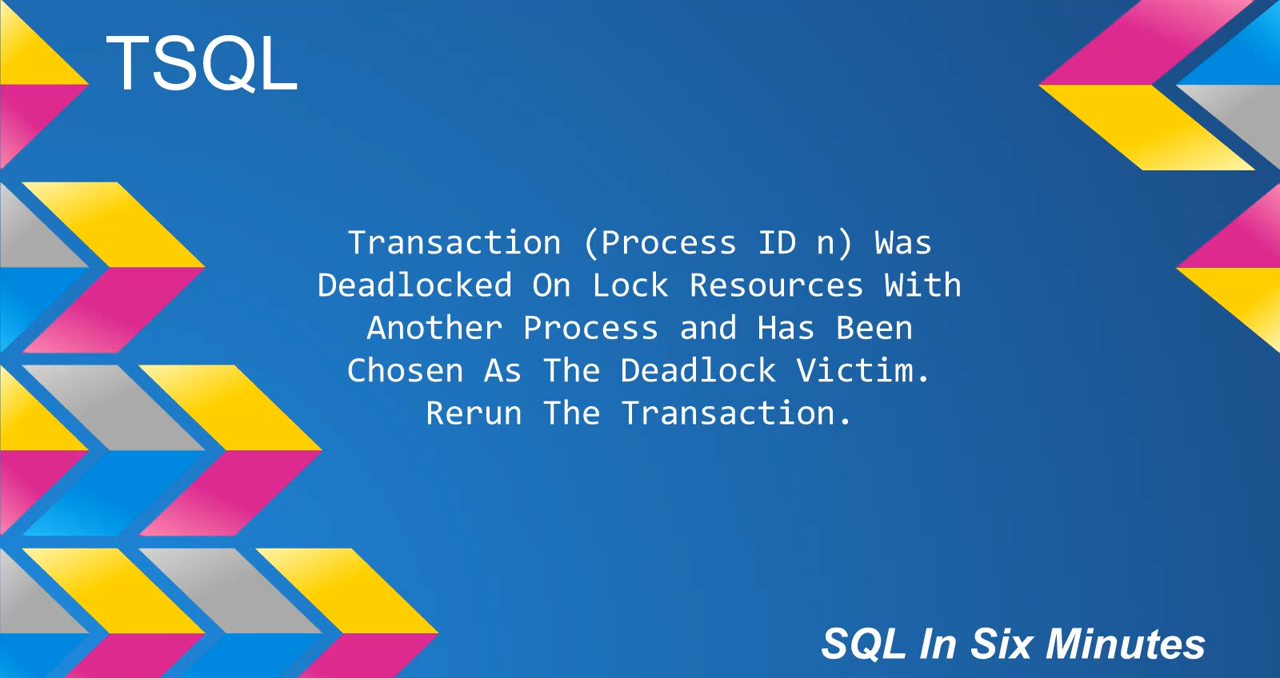 TSQL
Transaction (Process ID n) Was
Deadlocked On Lock Resources With
Another Process and Has Been
Chosen As The Deadlock Victim.
Rerun The Transaction.
SQL In Six Minutes